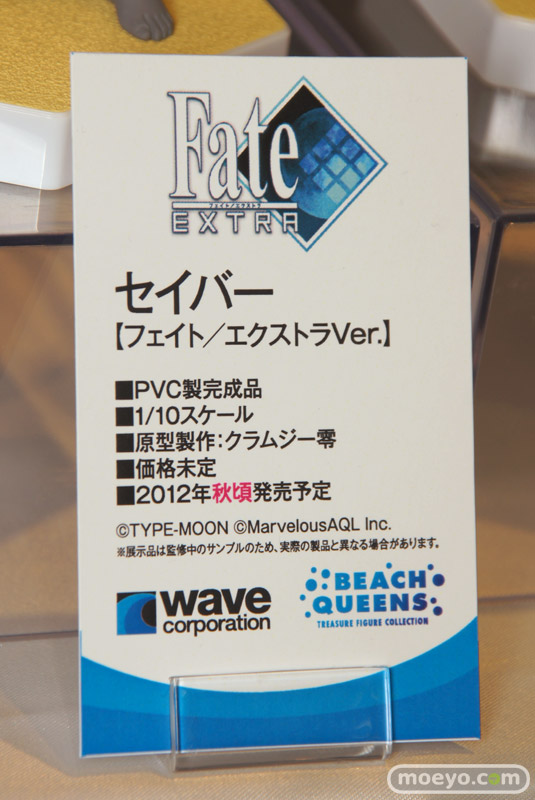 Fate
フェイト/エクストラ
EXTRA
セイバー
【フェイト/エクストラVer.】
■PVC製完成品
■1/10スケール
■原型製作:クラムジー零
■価格未定
■2012年秋頃発売予定
©TYPE-MOON ©MarvelousAQL Inc.
※展示品は監修中のサンプルのため、実際の製品と異なる場合があります。
wave
corporation
BEACH
QUEENS
TREASURE FIGURE COLLECTION
moeyo.com